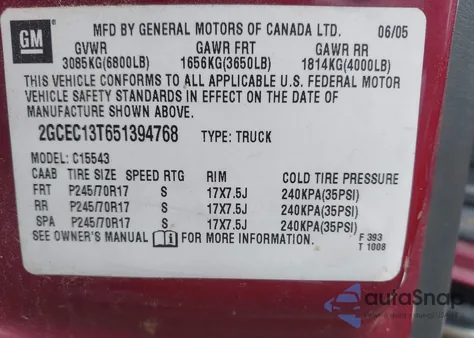 GM
MFD BY GENERAL MOTORS OF CANADA LTD. 06/05
GVWR GAWR FRT GAWR RR
3085KG(6800LB) 1656KG(3650LB) 1814KG(4000LB)
THIS VEHICLE CONFORMS TO ALL APPLICABLE U.S. FEDERAL MOTOR
VEHICLE SAFETY STANDARDS IN EFFECT ON THE DATE OF
MANUFACTURE SHOWN ABOVE.
2GCEC13T651394768 TYPE: TRUCK
MODEL: C15543
CAAB TIRE SIZE SPEED RTG RIM COLD TIRE PRESSURE
FRT P245/70R17 S 17X7.5J 240KPA(35PSI)
RR P245/70R17 S 17X7.5J 240KPA(35PSI)
SPA P245/70R17 S 17X7.5J 240KPA(35PSI)
SEE OWNER'S MANUAL FOR MORE INFORMATION.
F 393
T 1008
autoSnap